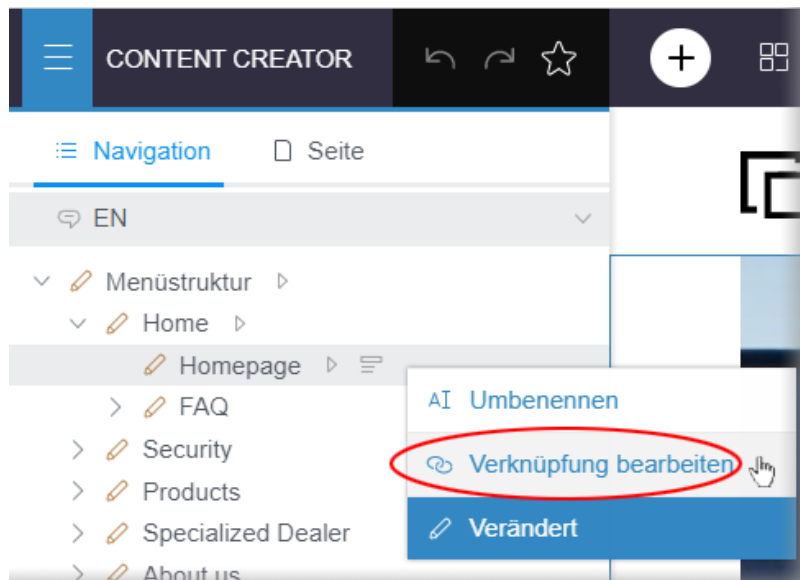 CONTENT CREATOR
Navigation Seite
EN
Menüstruktur
Home
Homepage
FAQ
Security
Products
Specialized Dealer
About us
Umbenennen
Verknüpfung bearbeiten
Verändert